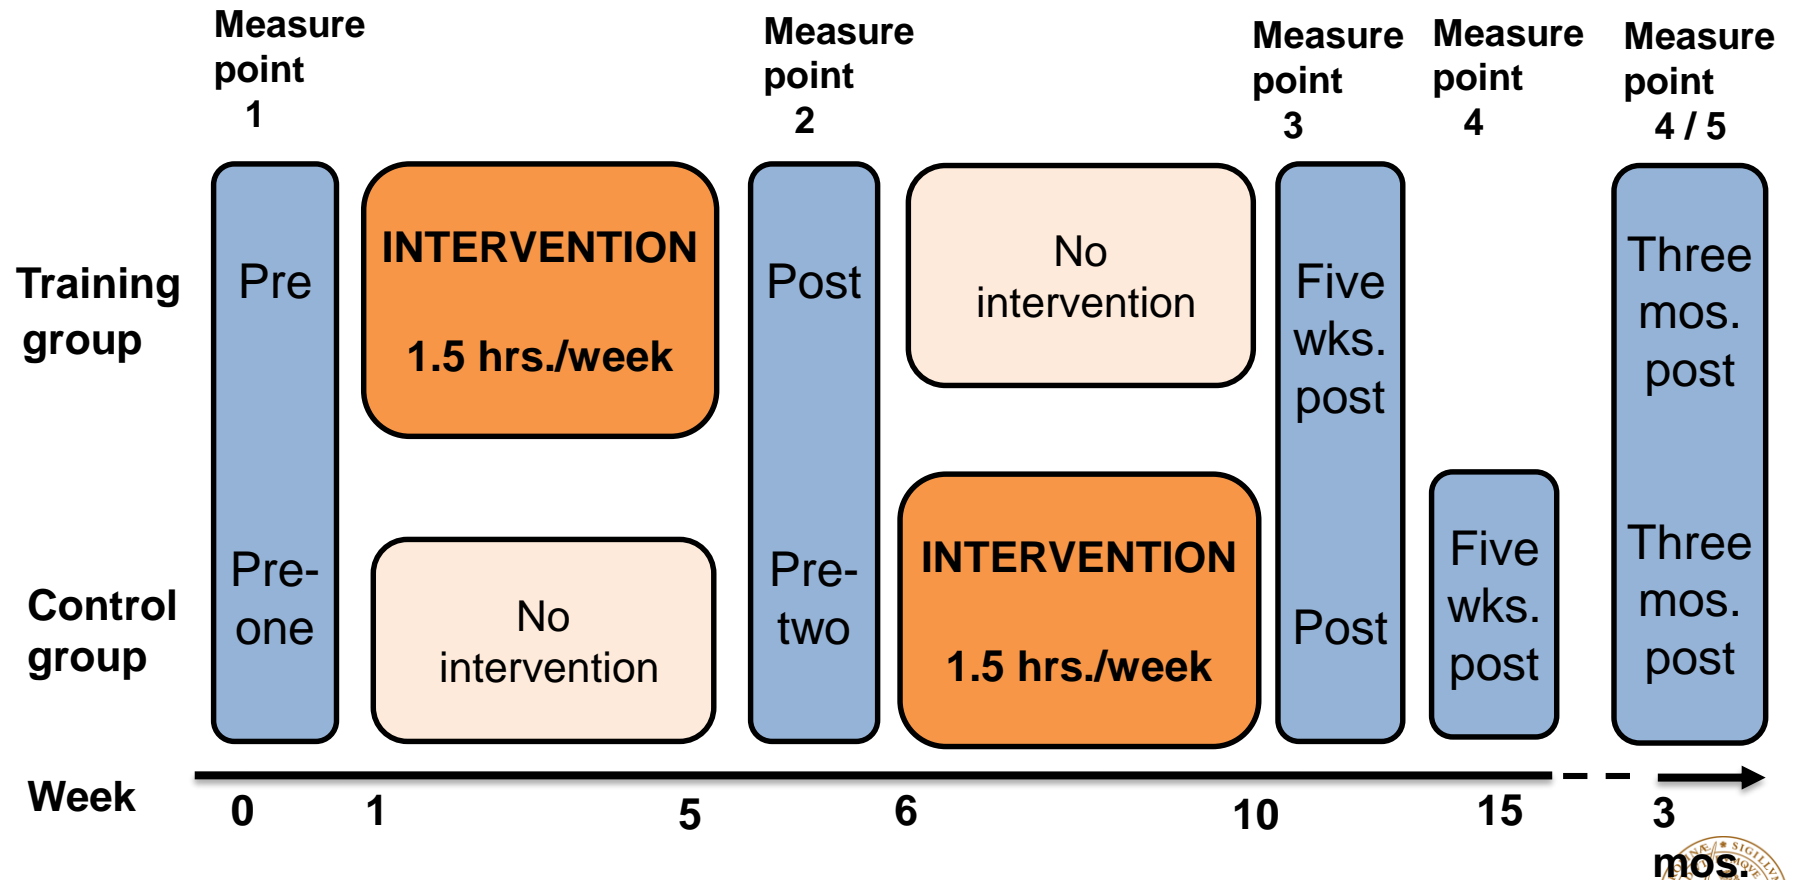 Measure
point
1
Measure
point
2
Measure
point
3
Measure
point
4
Measure
point
4 / 5
Training
group
Pre
INTERVENTION
1.5 hrs./week
Post
No
intervention
Five
wks.
post
Three
mos.
post
Control
group
Pre-
one
No
intervention
Pre-
two
INTERVENTION
1.5 hrs./week
Post
Five
wks.
post
Three
mos.
post
Week
0
1
5
6
10
15
3
mos.